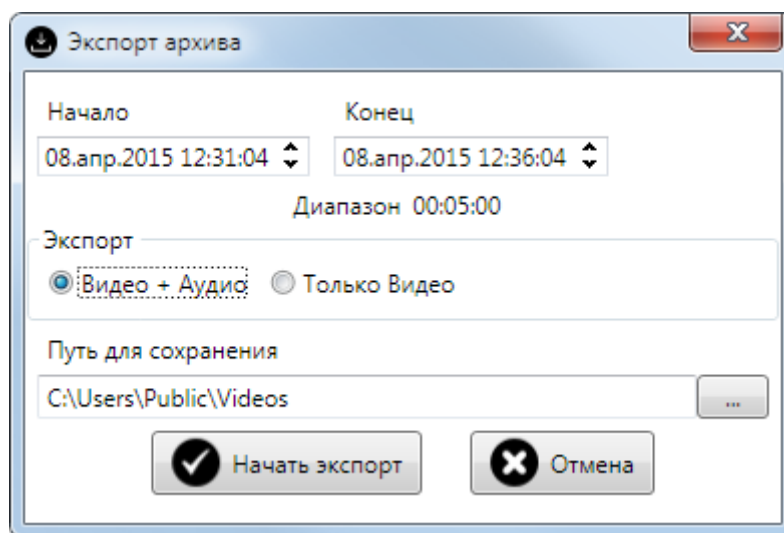 Экспорт архива
Начало Конец
08.апр.2015 12:31:04 08.апр.2015 12:36:04
Диапазон 00:05:00
Экспорт
Видео + Аудио Только Видео
Путь для сохранения
C:\Users\Public\Videos ...
Начать экспорт Отмена